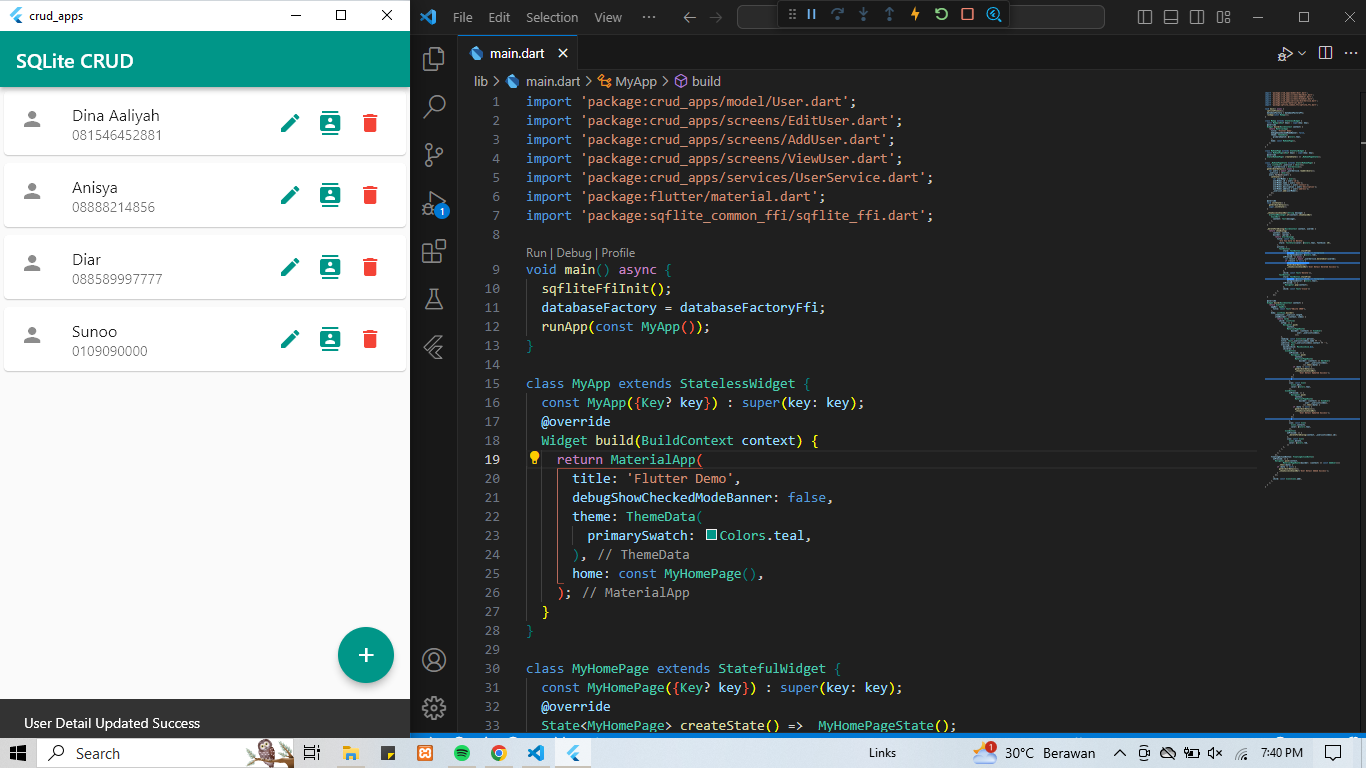 crud_apps
SQLite CRUD
Dina Aaliyah
081546452881
Anisya
08888214856
Diar
088589997777
Sunoo
0109090000
+
User Detail Updated Success
File Edit Selection View ···
main.dart
lib > main.dart > MyApp > build
1
1 import 'package:crud_apps/model/User.dart';
2 import 'package:crud_apps/screens/EditUser.dart';
3 import 'package:crud_apps/screens/AddUser.dart';
4 import 'package:crud_apps/screens/ViewUser.dart';
5 import 'package:crud_apps/services/UserService.dart';
6 import 'package:flutter/material.dart';
7 import 'package:sqflite_common_ffi/sqflite_ffi.dart';
8
Run | Debug | Profile
9 void main() async {
10 sqfliteFfiInit();
11 databaseFactory = databaseFactoryFfi;
12 runApp(const MyApp());
13 }
14
15 class MyApp extends StatelessWidget {
16 const MyApp({Key? key}) : super(key: key);
17 @override
18 Widget build(BuildContext context) {
19 return MaterialApp(
20 title: 'Flutter Demo',
21 debugShowCheckedModeBanner: false,
22 theme: ThemeData(
23 primarySwatch: Colors.teal,
24 ), // ThemeData
25 home: const MyHomePage(),
26 ); // MaterialApp
27 }
28 }
29
30 class MyHomePage extends StatefulWidget {
31 const MyHomePage({Key? key}) : super(key: key);
32 @override
33 State<MyHomePage> createState() => MyHomePageState();
Search
Links
1
30°C Berawan
7:40 PM